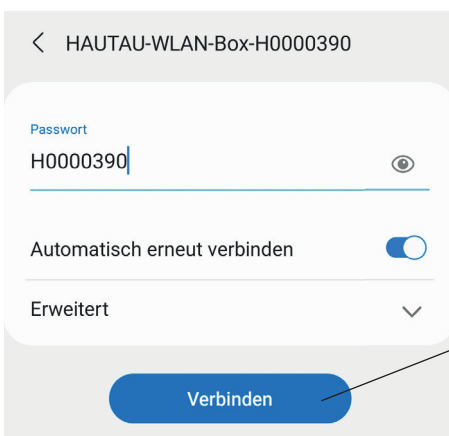 HAUTAU-WLAN-Box-H0000390
Passwort
H0000390
Automatisch erneut verbinden
Erweitert
Verbinden